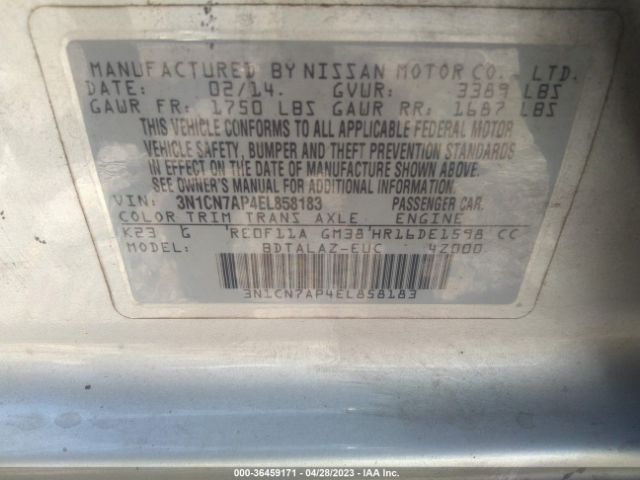 MANUFACTURED BY NISSAN MOTOR CO., LTD.
DATE: 02/14. GVWR: 3389 LBS
GAWR FR: 1750 LBS GAWR RR: 1687 LBS
THIS VEHICLE CONFORMS TO ALL APPLICABLE FEDERAL MOTOR
VEHICLE SAFETY, BUMPER AND THEFT PREVENTION STANDARDS
IN EFFECT ON THE DATE OF MANUFACTURE SHOWN ABOVE.
SEE OWNER'S MANUAL FOR ADDITIONAL INFORMATION.
VIN: 3N1CN7AP4EL858183 PASSENGER CAR.
COLOR TRIM TRANS AXLE ENGINE
K23 G RE0F11A GM38 HR16DE1598 CC
MODEL: BDTALAZ-EUC 4Z000
3N1CN7AP4EL858183
000-36459171 | 04/28/2023 - IAA, Inc.